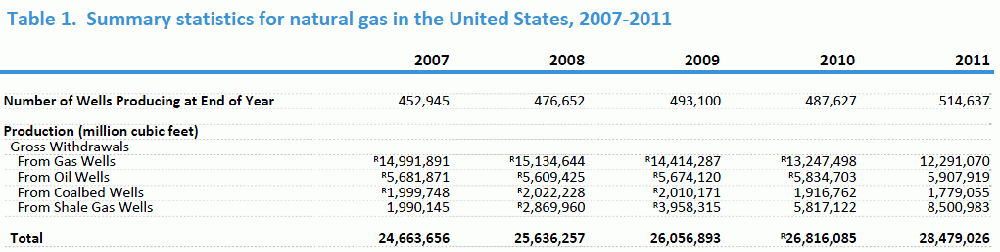 Table 1. Summary statistics for natural gas in the United States, 2007-2011
2007 2008 2009 2010 2011
Number of Wells Producing at End of Year 452,945 476,652 493,100 487,627 514,637
Production (million cubic feet)
Gross Withdrawals
From Gas Wells R14,991,891 R15,134,644 R14,414,287 R13,247,498 12,291,070
From Oil Wells R5,681,871 R5,609,425 R5,674,120 R5,834,703 5,907,919
From Coalbed Wells R1,999,748 R2,022,228 R2,010,171 1,916,762 1,779,055
From Shale Gas Wells 1,990,145 R2,869,960 R3,958,315 5,817,122 8,500,983
Total 24,663,656 25,636,257 26,056,893 R26,816,085 28,479,026